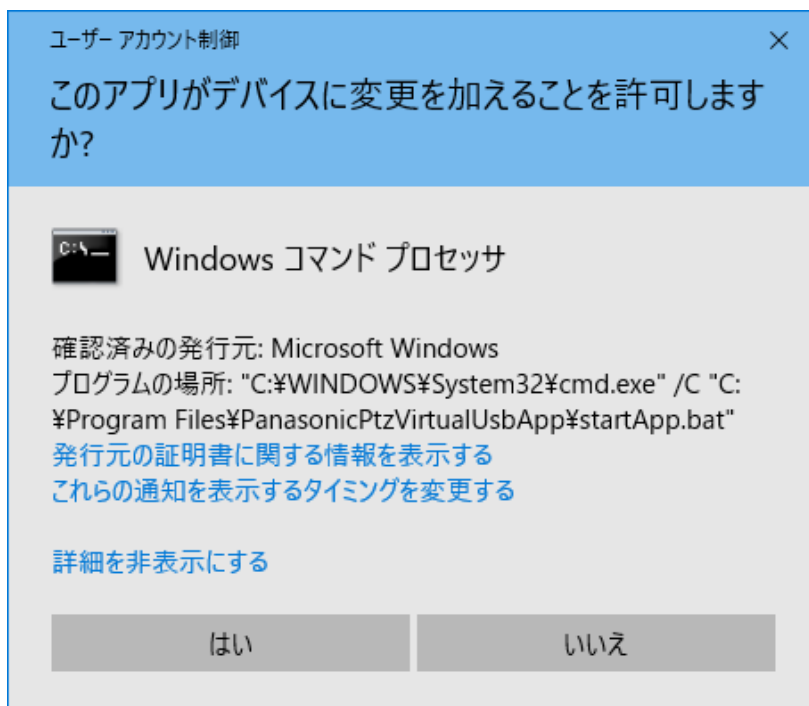 ユーザー アカウント制御
このアプリがデバイスに変更を加えることを許可します
か?
C:\_
Windows コマンド プロセッサ
確認済みの発行元: Microsoft Windows
プログラムの場所: "C:¥WINDOWS¥System32¥cmd.exe" /C "C:
¥Program Files¥PanasonicPtzVirtualUsbApp¥startApp.bat"
発行元の証明書に関する情報を表示する
これらの通知を表示するタイミングを変更する
詳細を非表示にする
はい
いいえ